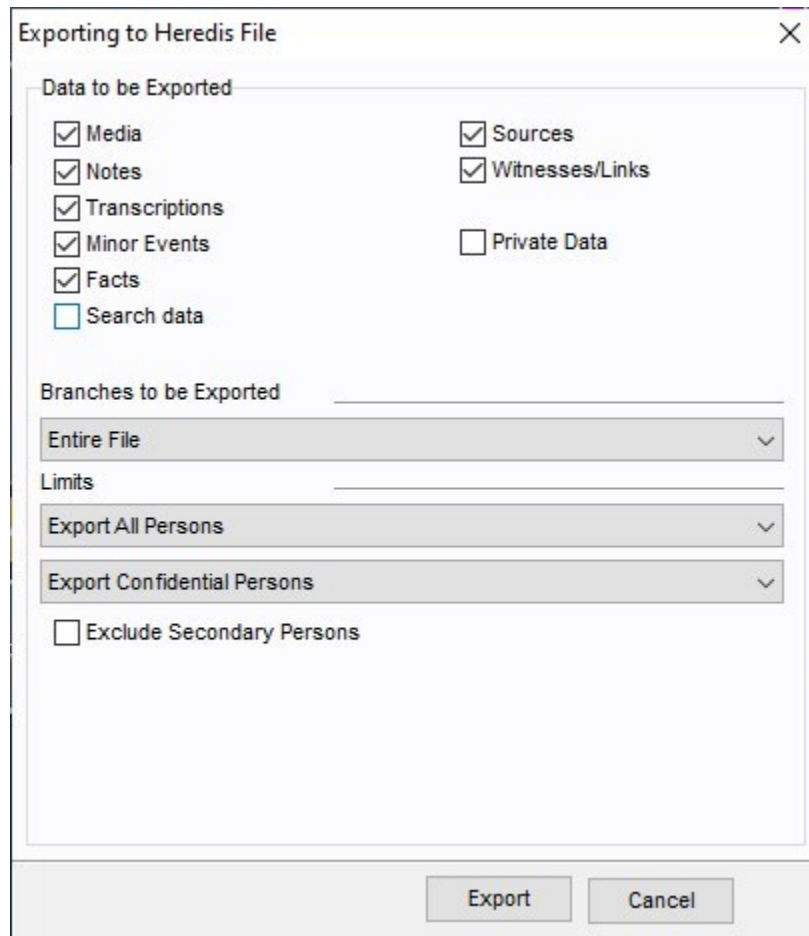 Exporting to Heredis File
Data to be Exported
Media
Sources
Notes
Witnesses/Links
Transcriptions
Minor Events
Private Data
Facts
Search data
Branches to be Exported
Entire File
Limits
Export All Persons
Export Confidential Persons
Exclude Secondary Persons
Export
Cancel